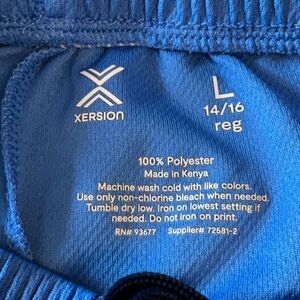 XERSION
L
14/16
reg
100% Polyester
Made in Kenya
Machine wash cold with like colors.
Use only non-chlorine bleach when needed.
Tumble dry low. Iron on lowest setting if
needed. Do not iron on print.
RN# 93677 Supplier# 72581-2